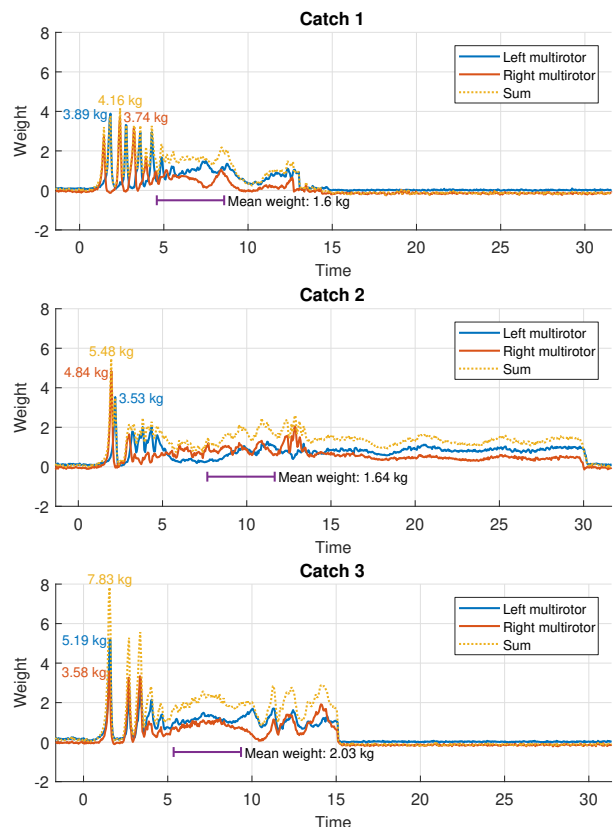 Catch 1
8
6
4
2
0
-2
Weight
4.16 kg
3.89 kg
3.74 kg
Left multirotor
Right multirotor
Sum
Mean weight: 1.6 kg
0 5 10 15 20 25 30
Time
Catch 2
8
6
4
2
0
-2
Weight
5.48 kg
4.84 kg
3.53 kg
Left multirotor
Right multirotor
Sum
Mean weight: 1.64 kg
0 5 10 15 20 25 30
Time
Catch 3
8
6
4
2
0
-2
Weight
7.83 kg
5.19 kg
3.58 kg
Left multirotor
Right multirotor
Sum
Mean weight: 2.03 kg
0 5 10 15 20 25 30
Time